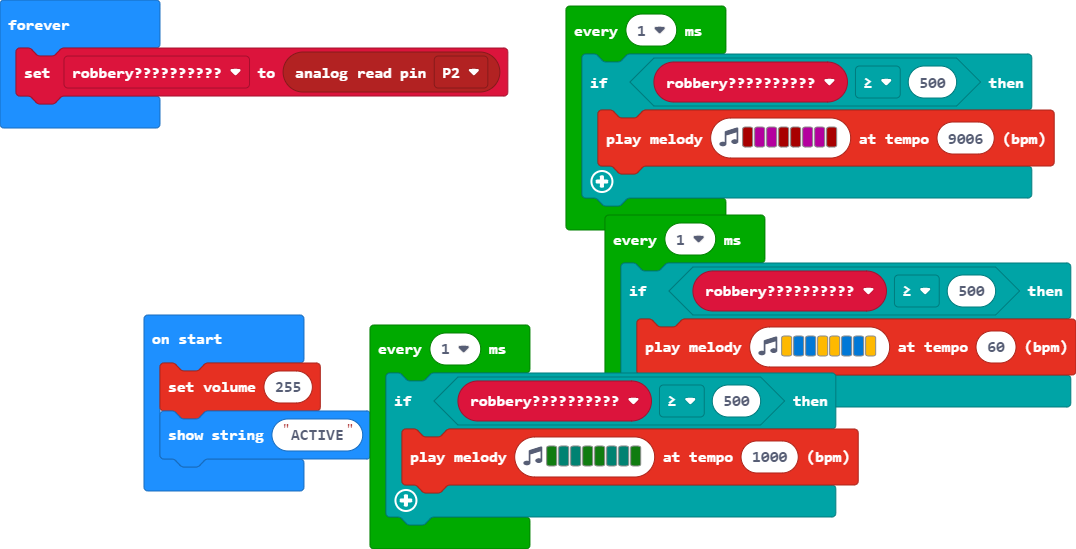 forever
set robbery?????????? to analog read pin P2
every 1 ms
if robbery?????????? ≥ 500 then
play melody at tempo 9006 (bpm)
every 1 ms
if robbery?????????? ≥ 500 then
play melody at tempo 60 (bpm)
on start
set volume 255
show string "ACTIVE"
every 1 ms
if robbery?????????? ≥ 500 then
play melody at tempo 1000 (bpm)